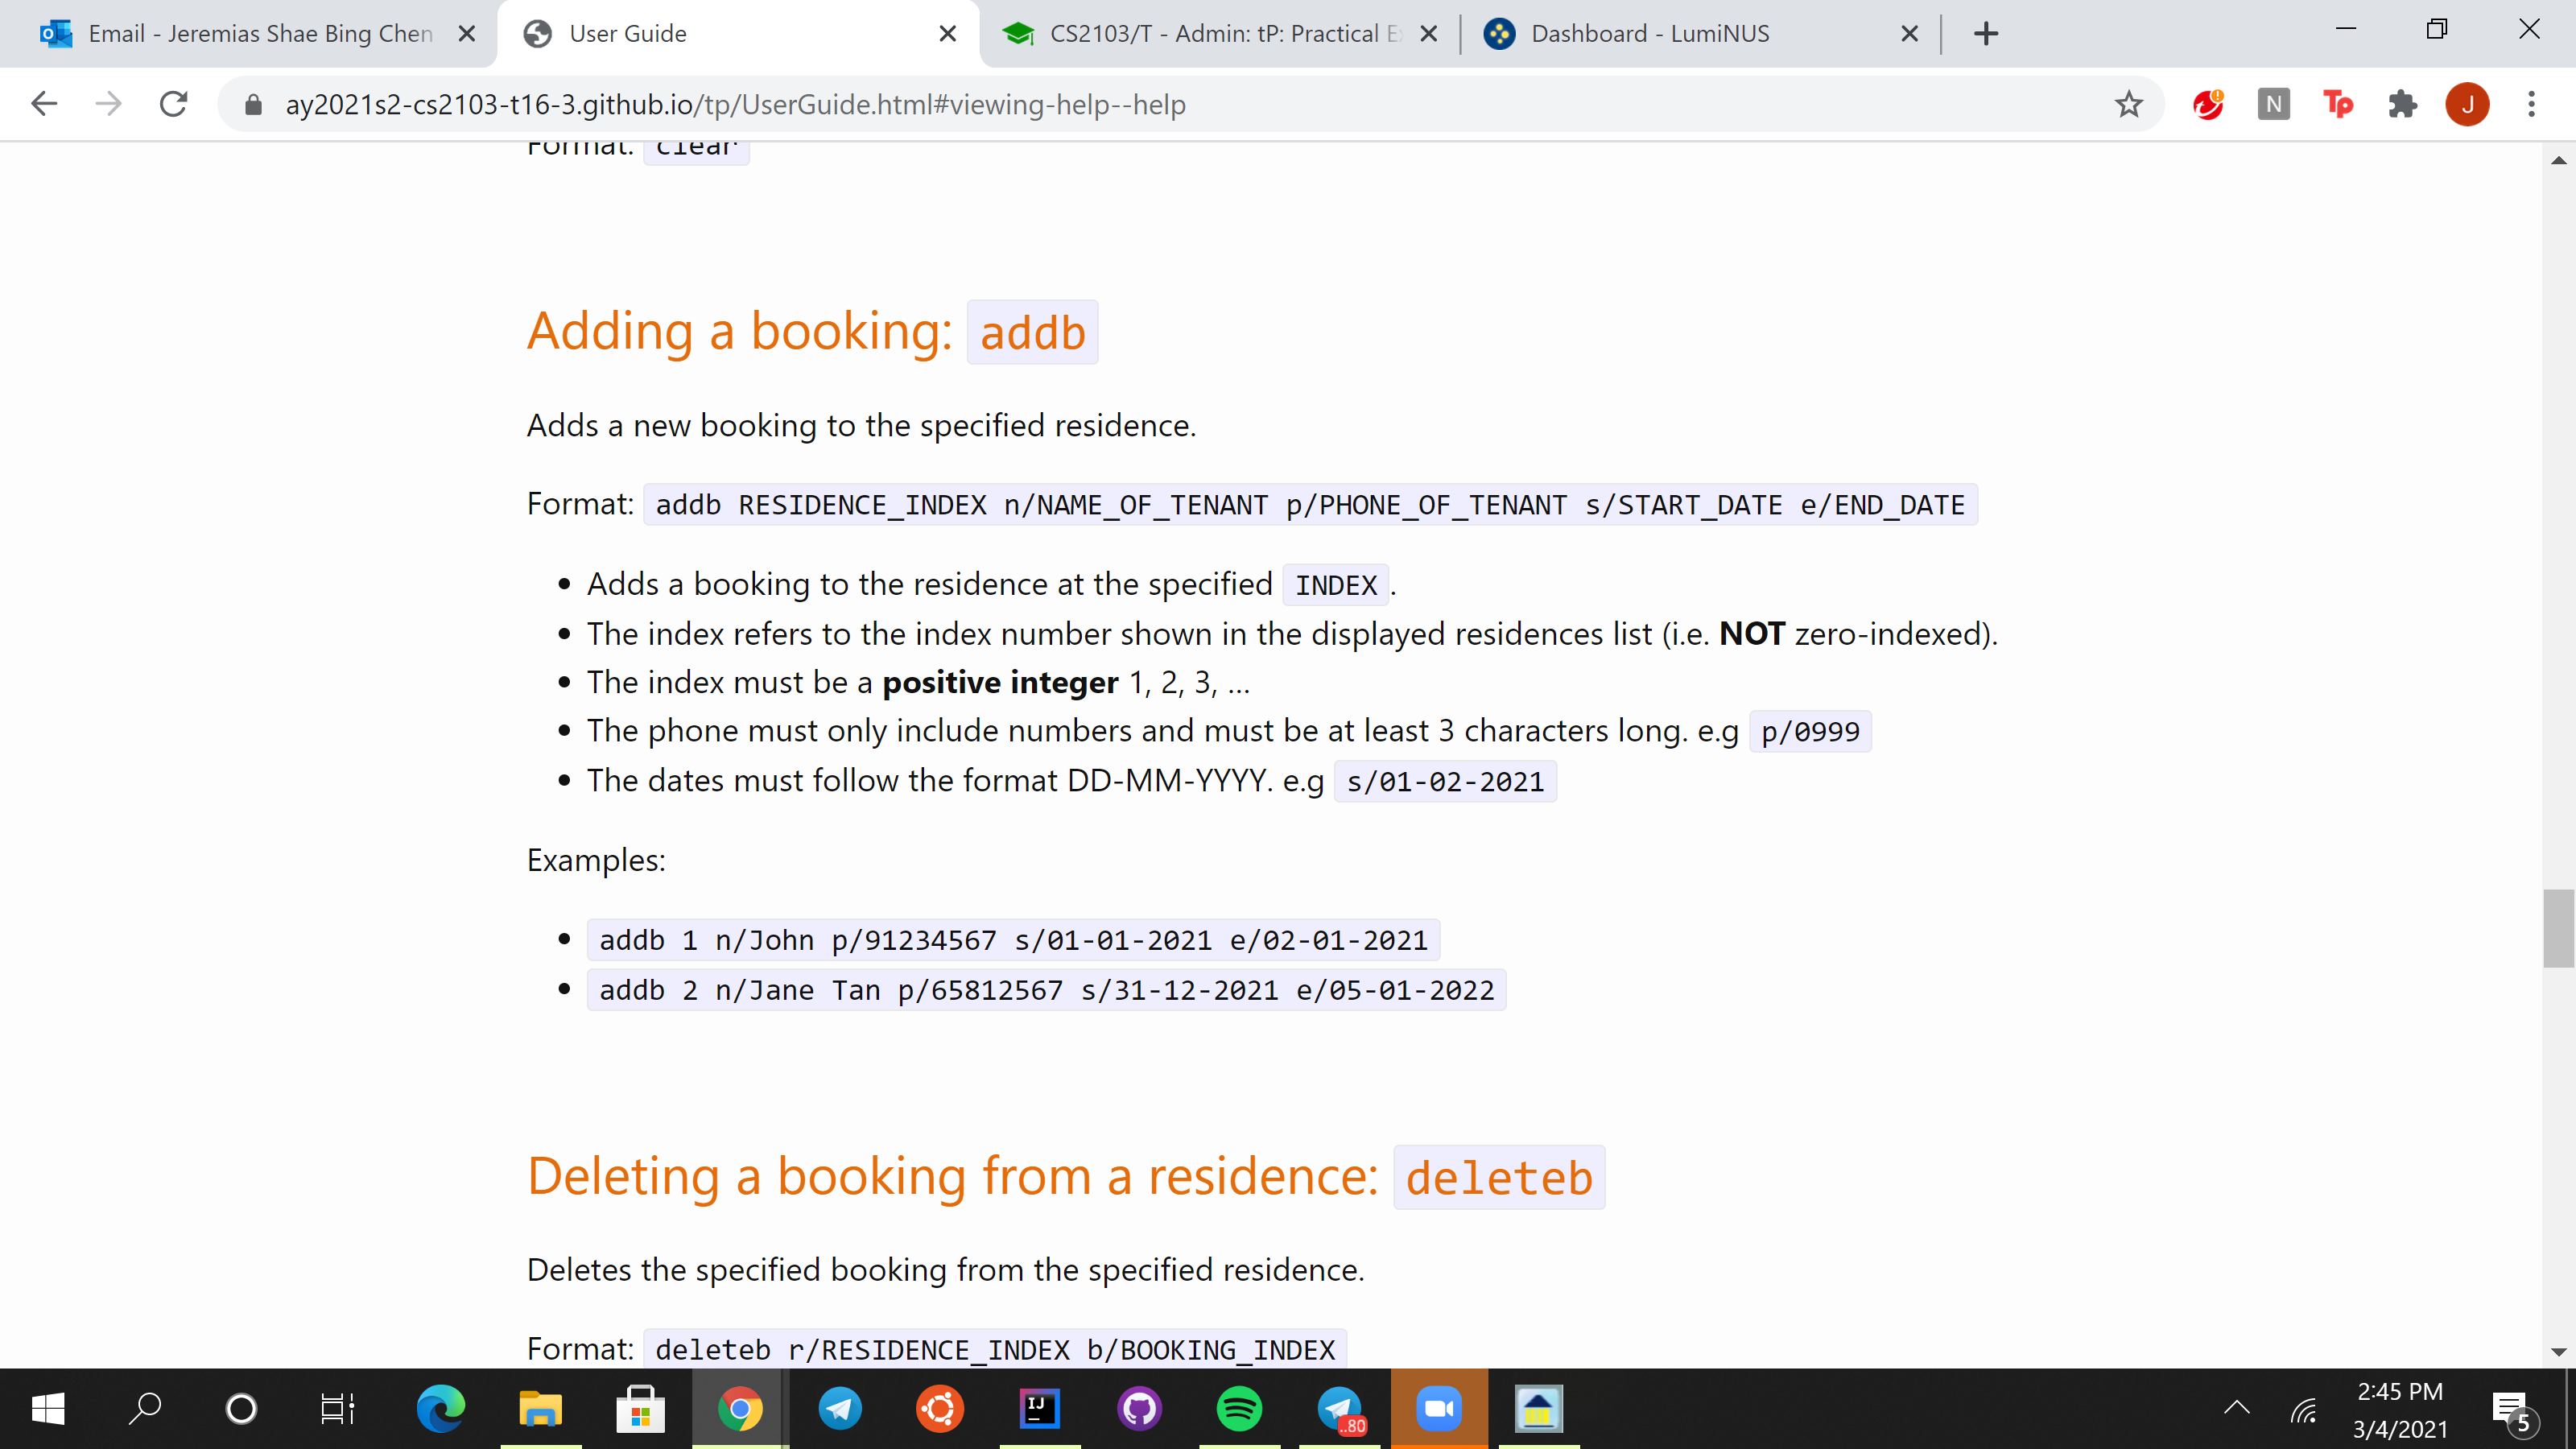 Email - Jeremias Shae Bing Chen
User Guide
CS2103/T - Admin: tP: Practical E
Dashboard - LumiNUS
ay2021s2-cs2103-t16-3.github.io/tp/UserGuide.html#viewing-help--help
N
Tp
J
Format: clear
Adding a booking: addb
Adds a new booking to the specified residence.
Format: addb RESIDENCE_INDEX n/NAME_OF_TENANT p/PHONE_OF_TENANT s/START_DATE e/END_DATE
Adds a booking to the residence at the specified INDEX.
The index refers to the index number shown in the displayed residences list (i.e. NOT zero-indexed).
The index must be a positive integer 1, 2, 3, …
The phone must only include numbers and must be at least 3 characters long. e.g p/0999
The dates must follow the format DD-MM-YYYY. e.g s/01-02-2021
Examples:
addb 1 n/John p/91234567 s/01-01-2021 e/02-01-2021
addb 2 n/Jane Tan p/65812567 s/31-12-2021 e/05-01-2022
Deleting a booking from a residence: deleteb
Deletes the specified booking from the specified residence.
Format: deleteb r/RESIDENCE_INDEX b/BOOKING_INDEX
IJ
..80
2:45 PM
3/4/2021
5